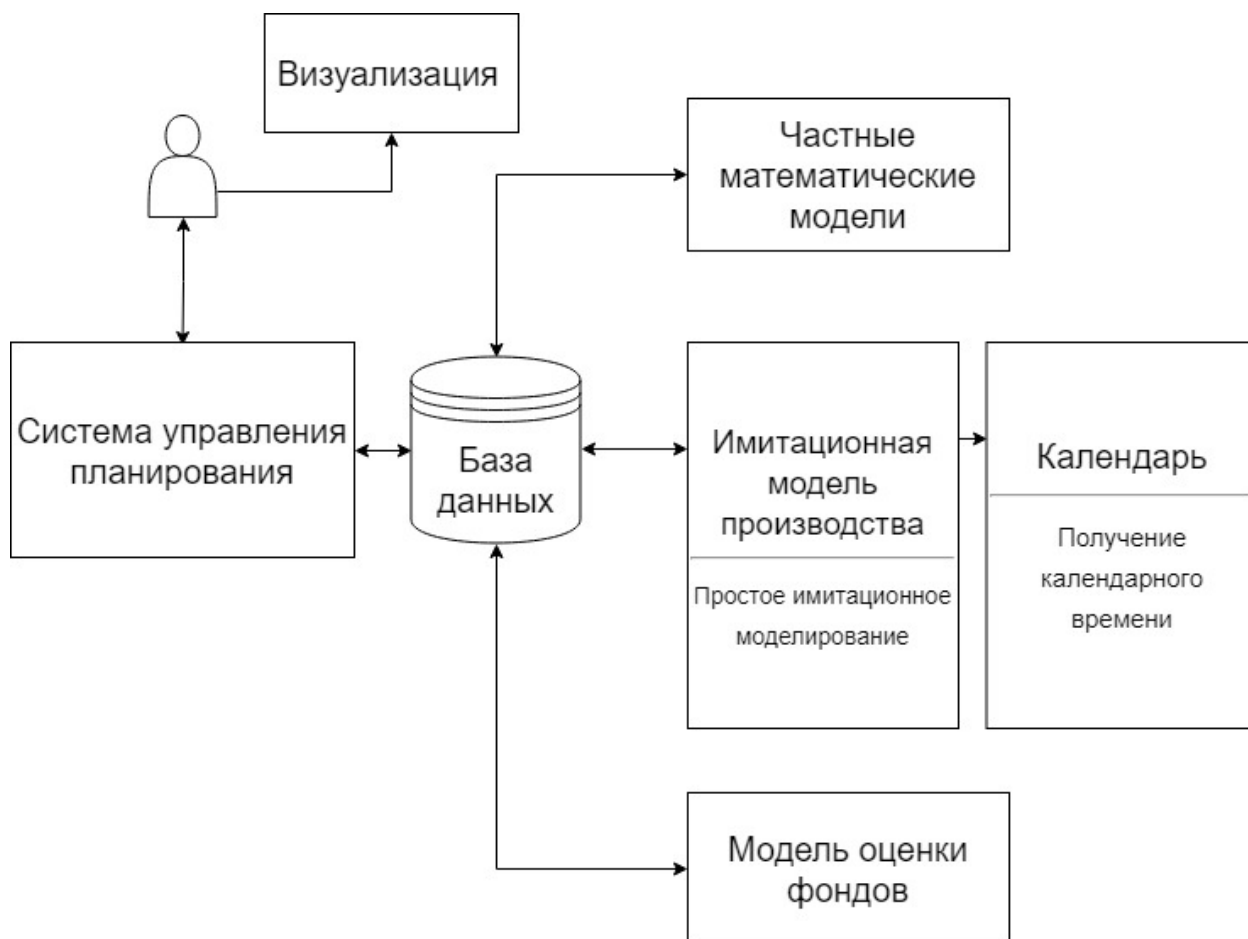 Визуализация
Частные
математические
модели
Система управления
планирования
База
данных
Имитационная
модель
производства
Простое имитационное
моделирование
Календарь
Получение
календарного
времени
Модель оценки
фондов